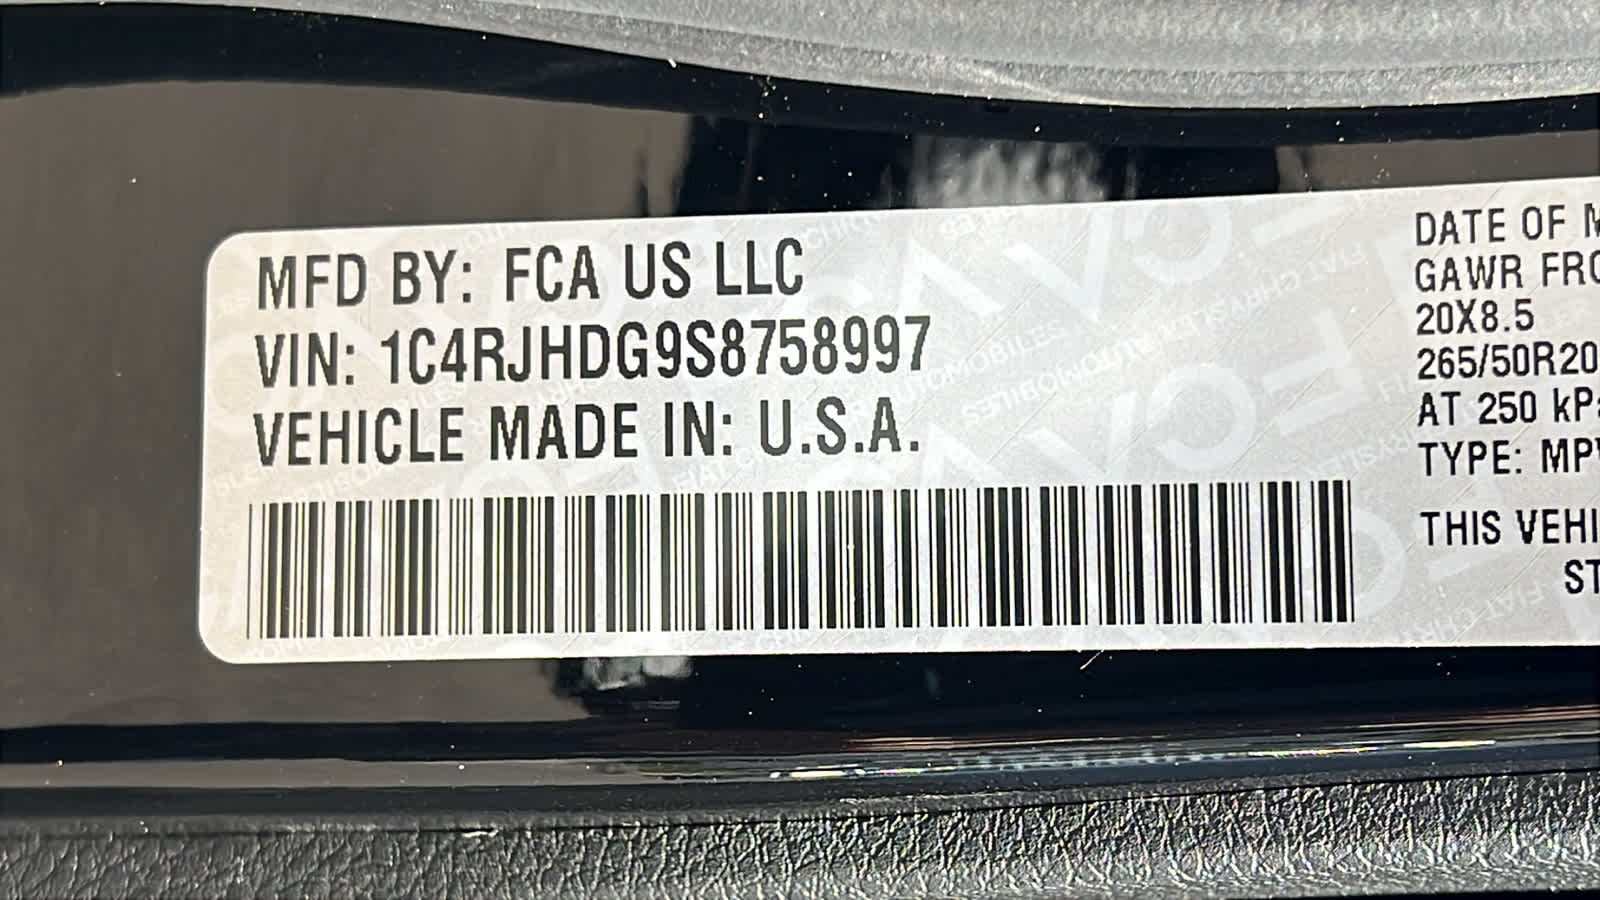 MFD BY: FCA US LLC
VIN: 1C4RJHDG9S8758997
VEHICLE MADE IN: U.S.A.
DATE OF
GAWR
20X8.5
265/50R20
AT 250
TYPE:
THIS